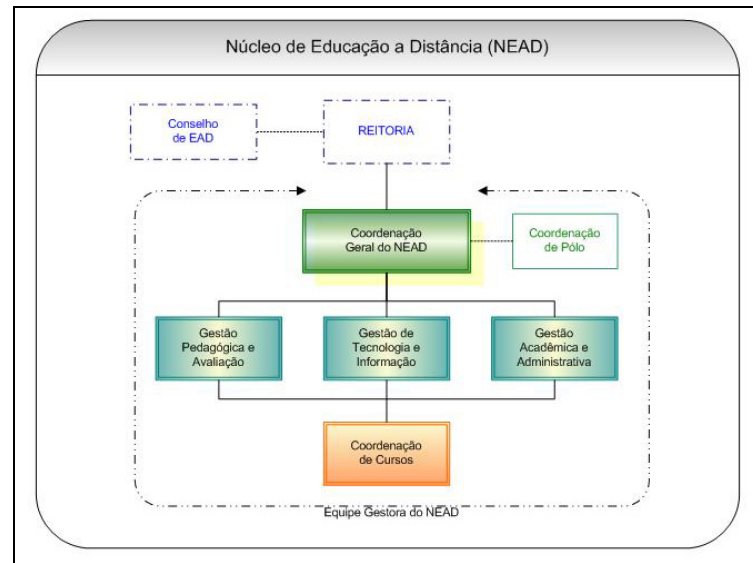 Núcleo de Educação a Distância (NEAD)
Conselho
de EAD
REITORIA
Coordenação
Geral do NEAD
Coordenação
de Pólo
Gestão
Pedagógica e
Avaliação
Gestão de
Tecnologia e
Informação
Gestão
Acadêmica e
Administrativa
Coordenação
de Cursos
Equipe Gestora do NEAD